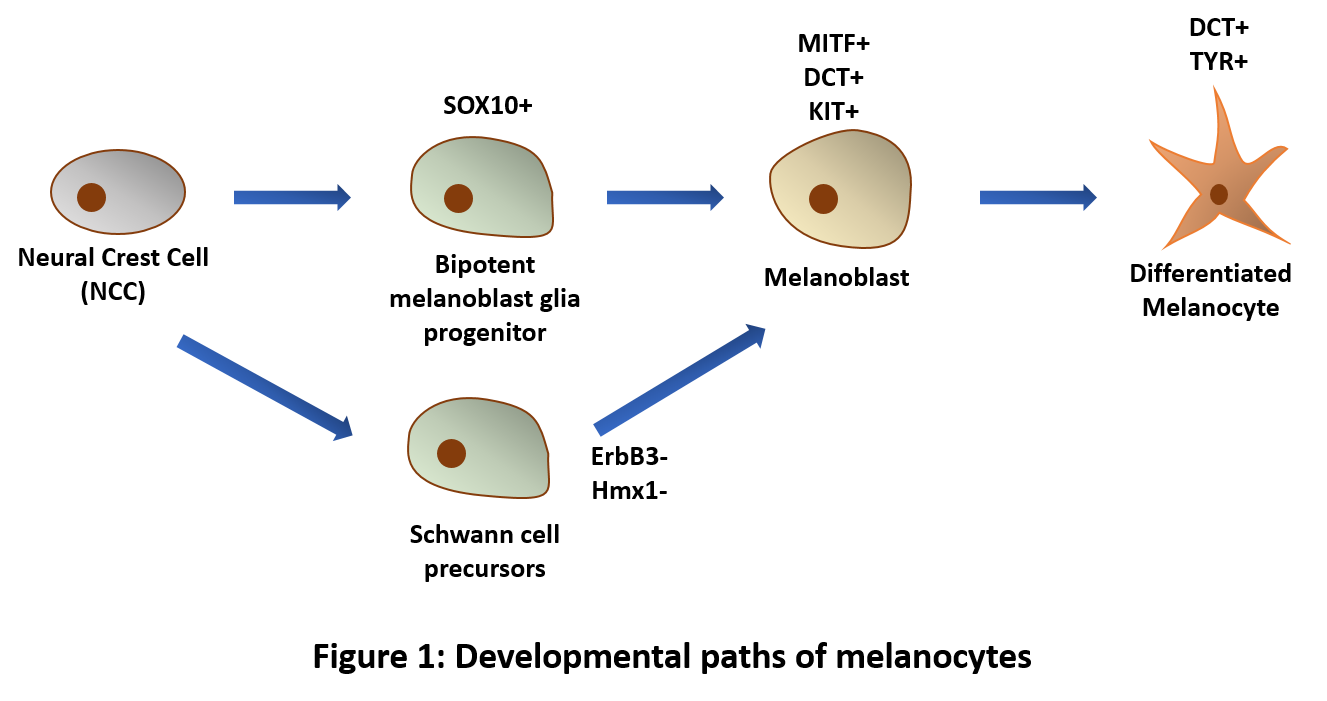 Neural Crest Cell
(NCC)
SOX10+
Bipotent
melanoblast glia
progenitor
MITF+
DCT+
KIT+
Melanoblast
DCT+
TYR+
Differentiated
Melanocyte
Schwann cell
precursors
ErbB3-
Hmx1-
Figure 1: Developmental paths of melanocytes